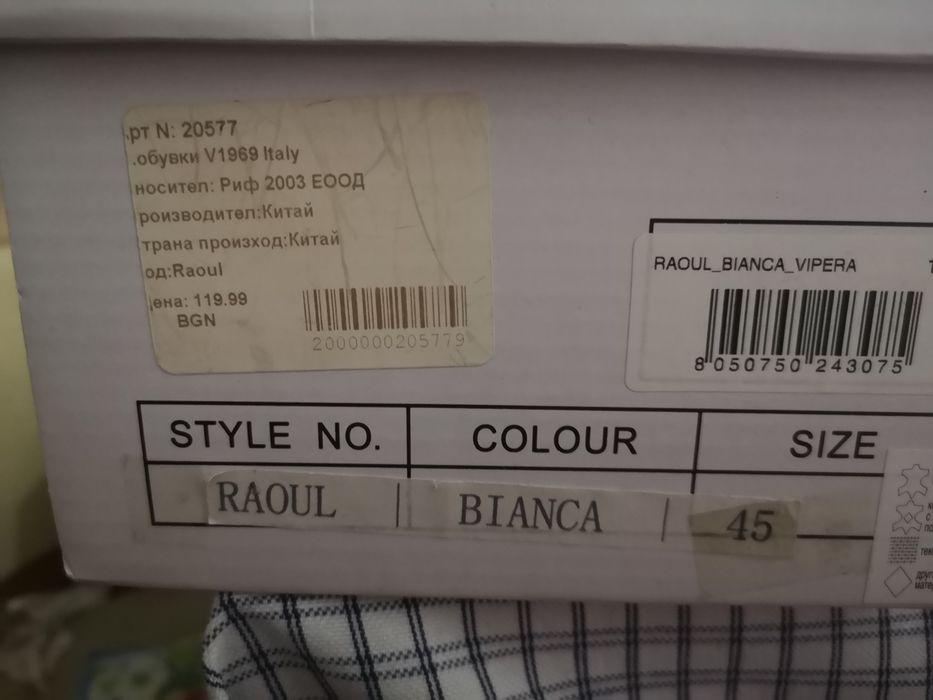 .рт N: 20577
.обувки V1969 Italy
носител: Риф 2003 ЕООД
роизводител:Китай
трана произход:Китай
од:Raoul
ена: 119.99
BGN
2000000205779
RAOUL_BIANCA_VIPERA
8 050750 243075
STYLE NO. COLOUR SIZE
RAOUL BIANCA 45